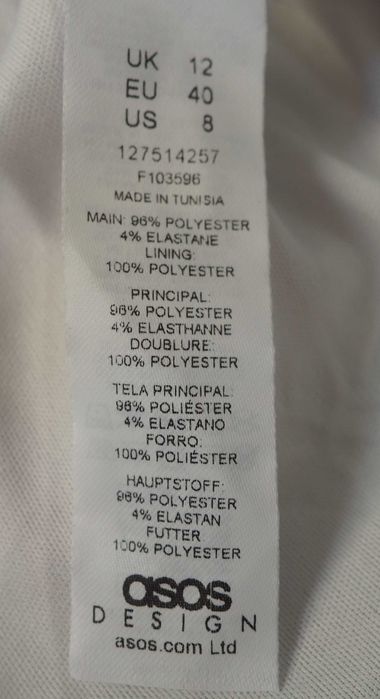 UK 12
EU 40
US 8
127514257
F103596
MADE IN TUNISIA
MAIN: 96% POLYESTER
4% ELASTANE
LINING:
100% POLYESTER
PRINCIPAL:
96% POLYESTER
4% ELASTHANNE
DOUBLURE:
100% POLYESTER
TELA PRINCIPAL:
96% POLIÉSTER
4% ELASTANO
FORRO:
100% POLIÉSTER
HAUPTSTOFF:
96% POLYESTER
4% ELASTAN
FUTTER
100% POLYESTER
asos
DESIGN
asos.com Ltd